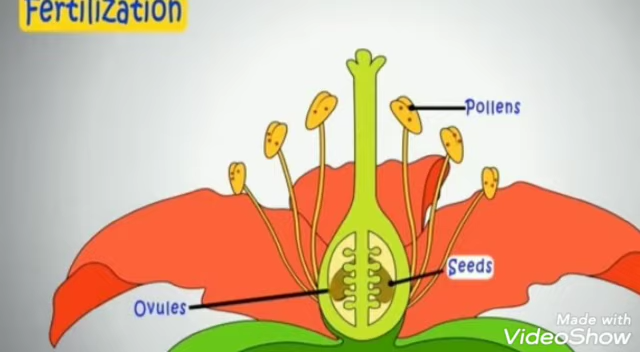 Fertilization
Pollens
Seeds
Ovules
Made with
VideoShow